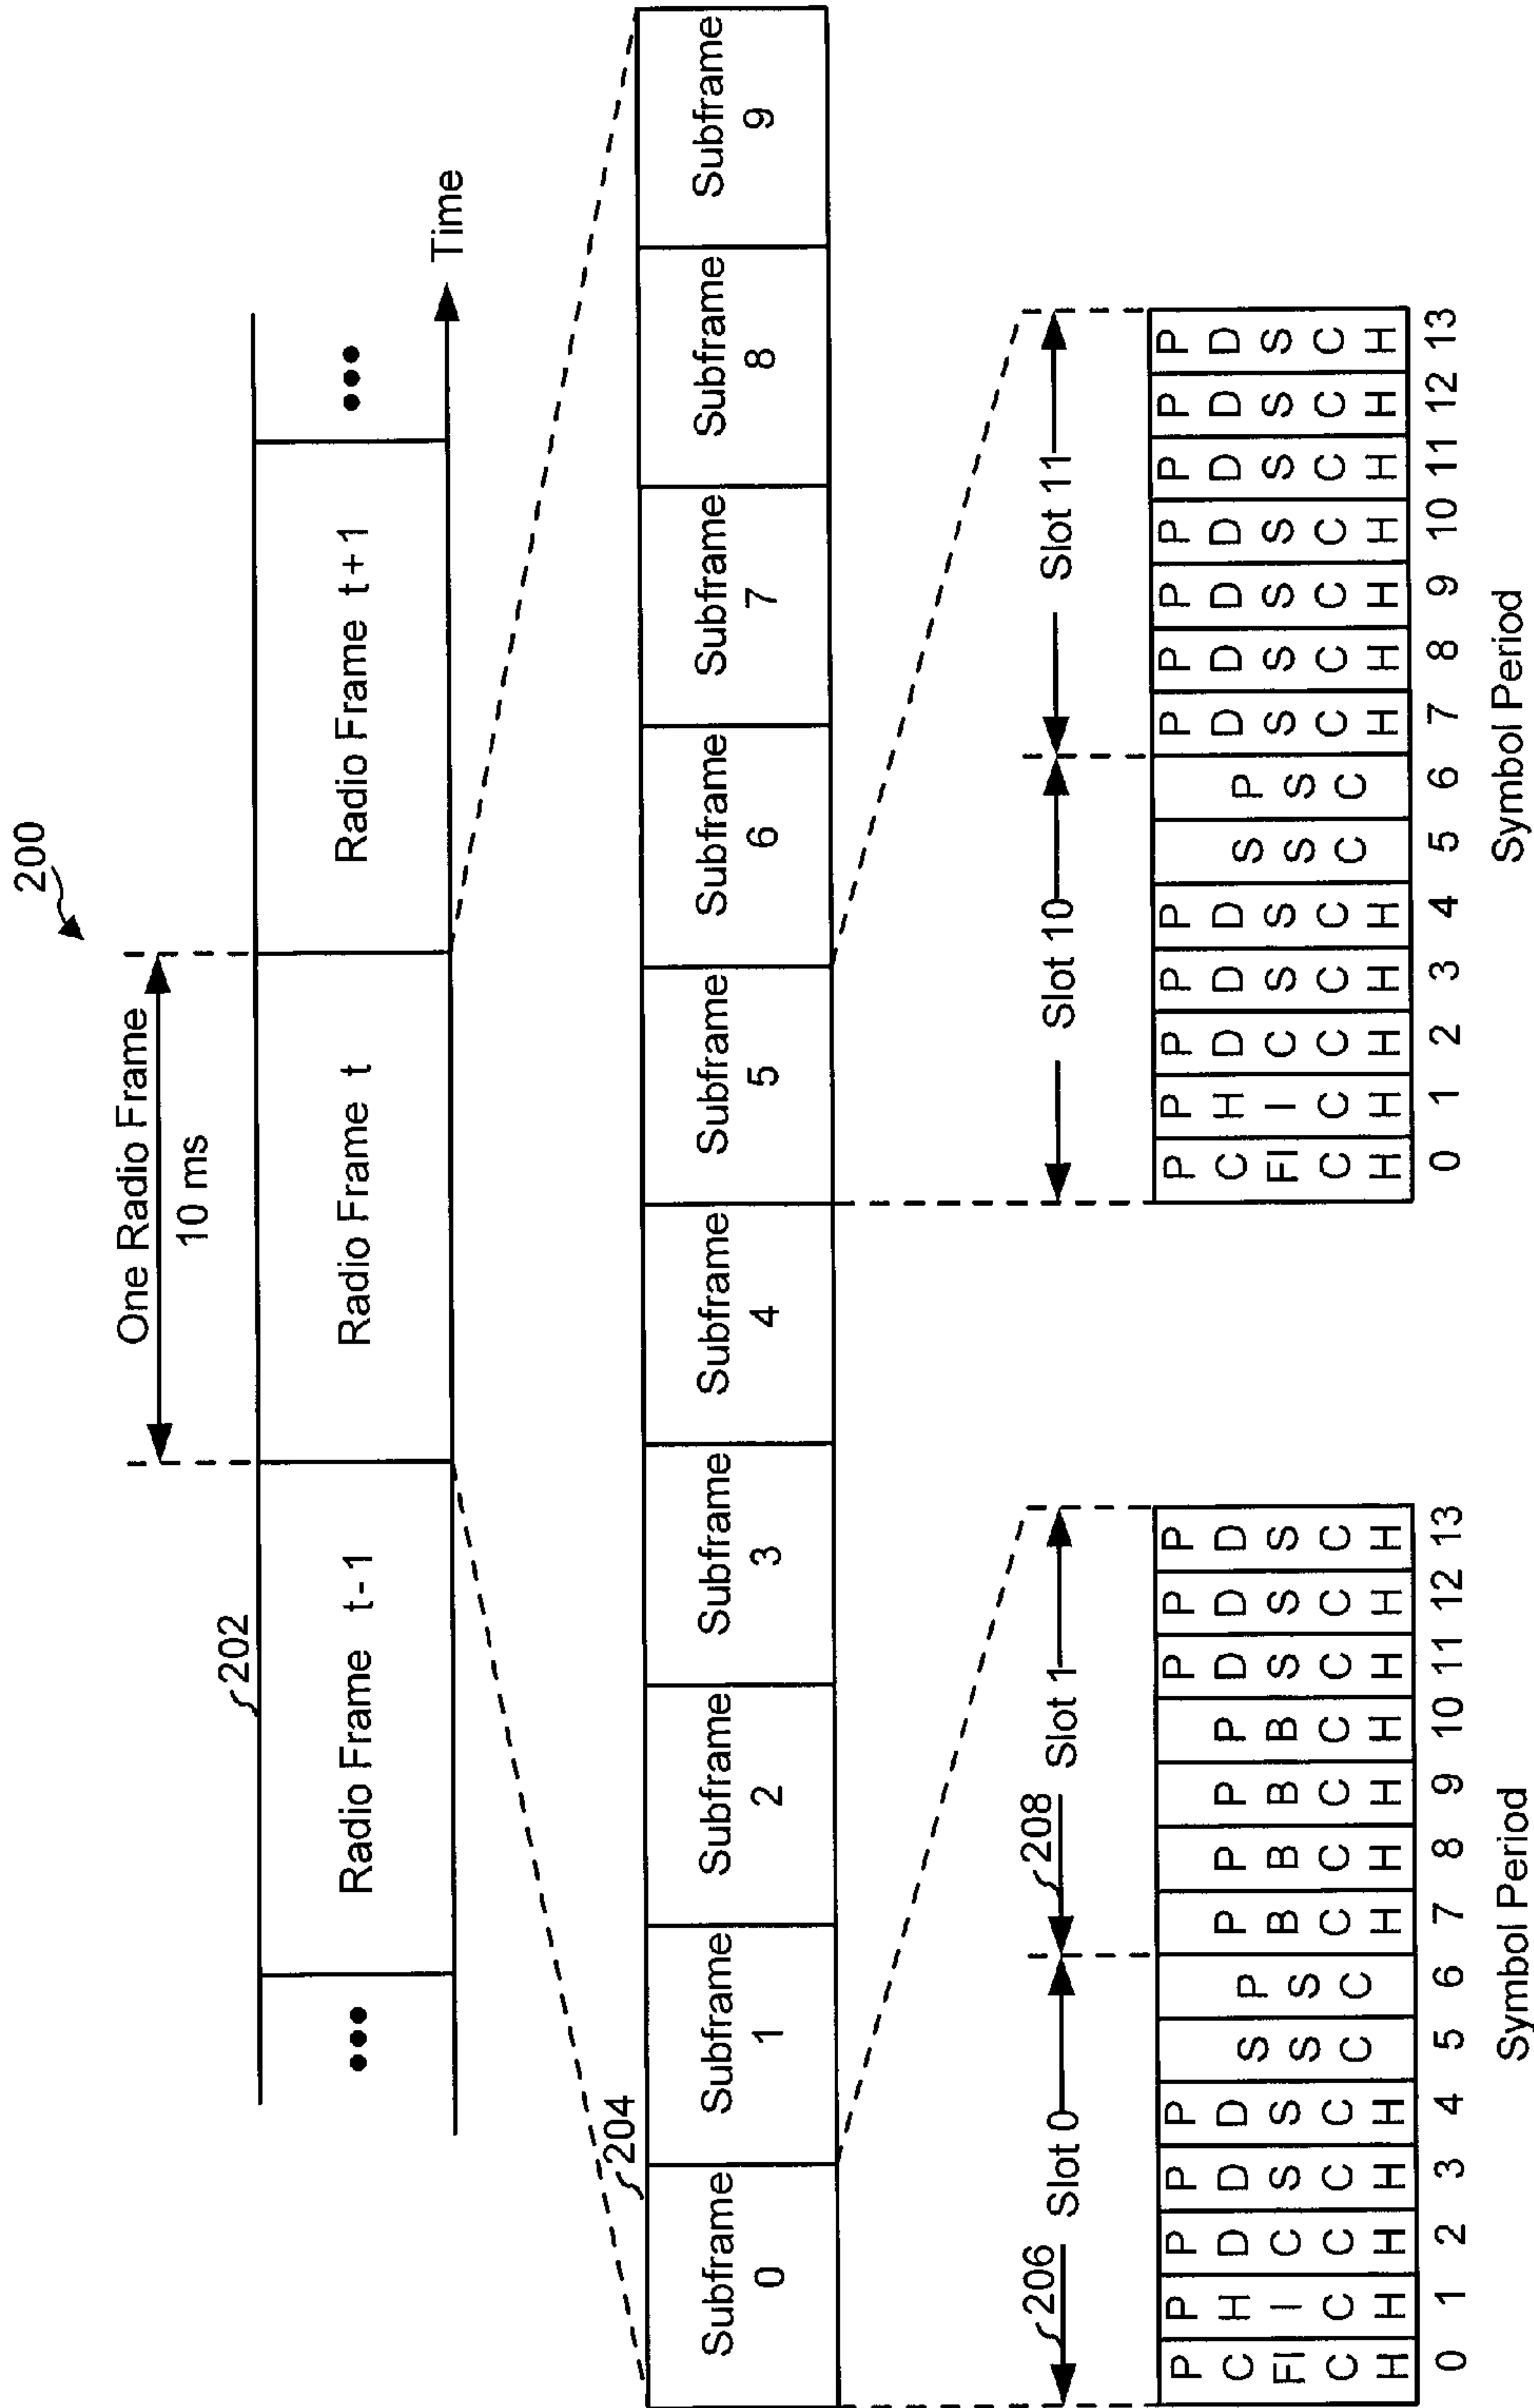 200
One Radio Frame
10 ms
202
••• Radio Frame t-1 Radio Frame t Radio Frame t+1 •••
Time
204
Subframe 0
Subframe 1
Subframe 2
Subframe 3
Subframe 4
Subframe 5
Subframe 6
Subframe 7
Subframe 8
Subframe 9
206
208
Slot 0 Slot 1
P P P P P P P P
C H D D D S P P P P P D D D
FI I C S S S S B B B B S S S
C C C C C C C C C C C C C C
H H H H H H H H H H H H
0 1 2 3 4 5 6 7 8 9 10 11 12 13
Symbol Period
Slot 10 Slot 11
P P P P P P P P P P P P
C H D D D S P D D D D D D D
FI I C S S S S S S S S S S S
C C C C C C C C C C C C C C
H H H H H H H H H H H H
0 1 2 3 4 5 6 7 8 9 10 11 12 13
Symbol Period